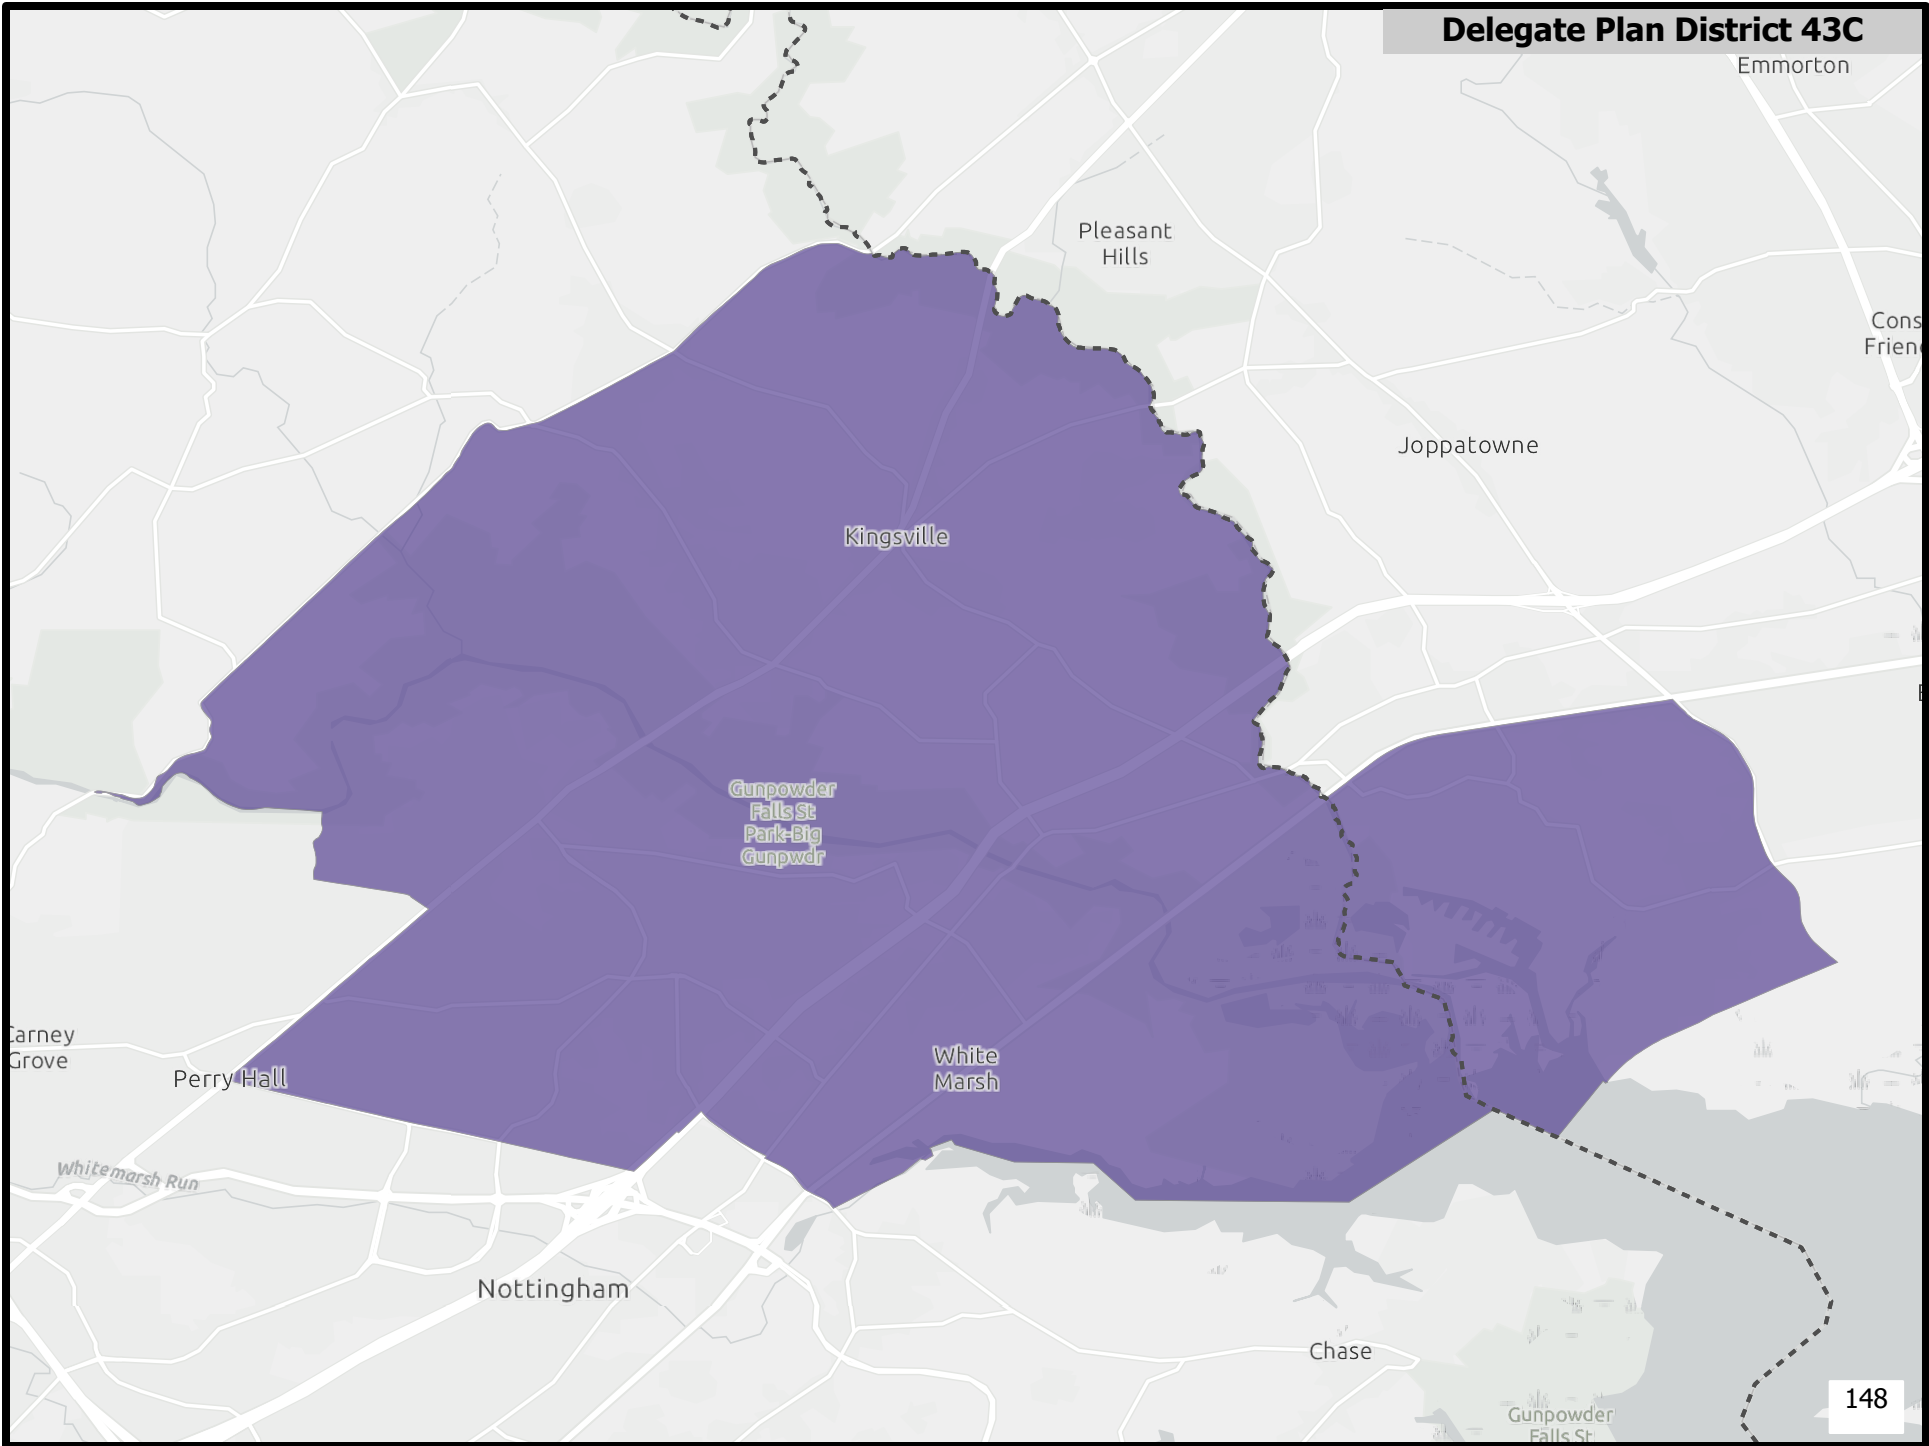 Delegate Plan District 43C
Emmorton
Pleasant
Hills
Cons
Frien
Joppatowne
Kingsville
Gunpowder
Falls St
Park-Big
Gunpwdr
Carney
Grove
Perry Hall
White
Marsh
Whitemarsh Run
Nottingham
Chase
148
Gunpowder
Falls St